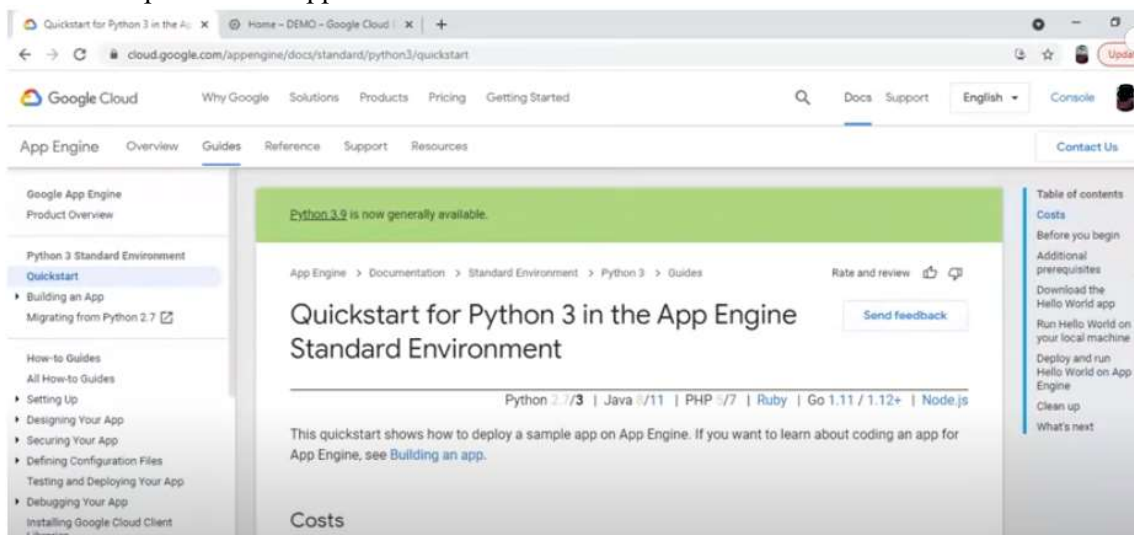 Quickstart for Python 3 in the Ap
Home – DEMO – Google Cloud
cloud.google.com/appengine/docs/standard/python3/quickstart
Google Cloud
Why Google
Solutions
Products
Pricing
Getting Started
Docs
Support
English
Console
App Engine
Overview
Guides
Reference
Support
Resources
Contact Us
Google App Engine
Product Overview
Python 3 Standard Environment
Quickstart
Building an App
Migrating from Python 2.7
How-to Guides
All How-to Guides
Setting Up
Designing Your App
Securing Your App
Defining Configuration Files
Testing and Deploying Your App
Debugging Your App
Installing Google Cloud Client
Python 3.9 is now generally available.
App Engine > Documentation > Standard Environment > Python 3 > Guides
Rate and review
Quickstart for Python 3 in the App Engine
Standard Environment
Send feedback
Python 2.7/3 | Java 8/11 | PHP 5/7 | Ruby | Go 1.11 / 1.12+ | Node.js
This quickstart shows how to deploy a sample app on App Engine. If you want to learn about coding an app for
App Engine, see Building an app.
Costs
Table of contents
Costs
Before you begin
Additional
prerequisites
Download the
Hello World app
Run Hello World on
your local machine
Deploy and run
Hello World on App
Engine
Clean up
What's next